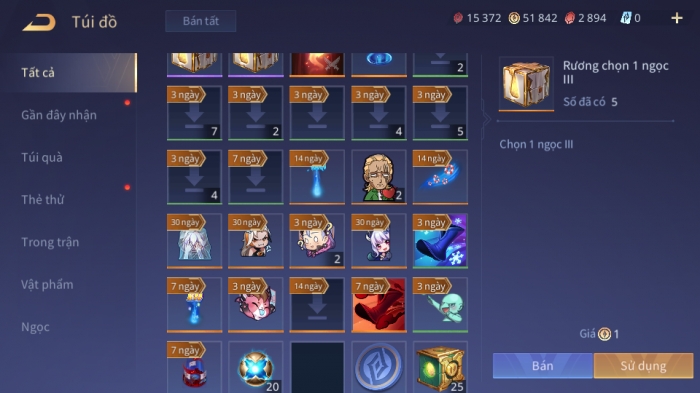 Túi đồ
Bán tất
15 372
51 842
2 894
0
Tất cả
Gần đây nhận
Túi quà
Thẻ thử
Trong trận
Vật phẩm
Ngọc
2
3 ngày 3 ngày 3 ngày 3 ngày 3 ngày
7 2 4 5
3 ngày 7 ngày 14 ngày 14 ngày
4 2
30 ngày 30 ngày 3 ngày 30 ngày 3 ngày
2
7 ngày 3 ngày 14 ngày 7 ngày 3 ngày
7 ngày
20 25
Rương chọn 1 ngọc
III
Số đã có 5
Chọn 1 ngọc III
Giá 1
Bán
Sử dụng